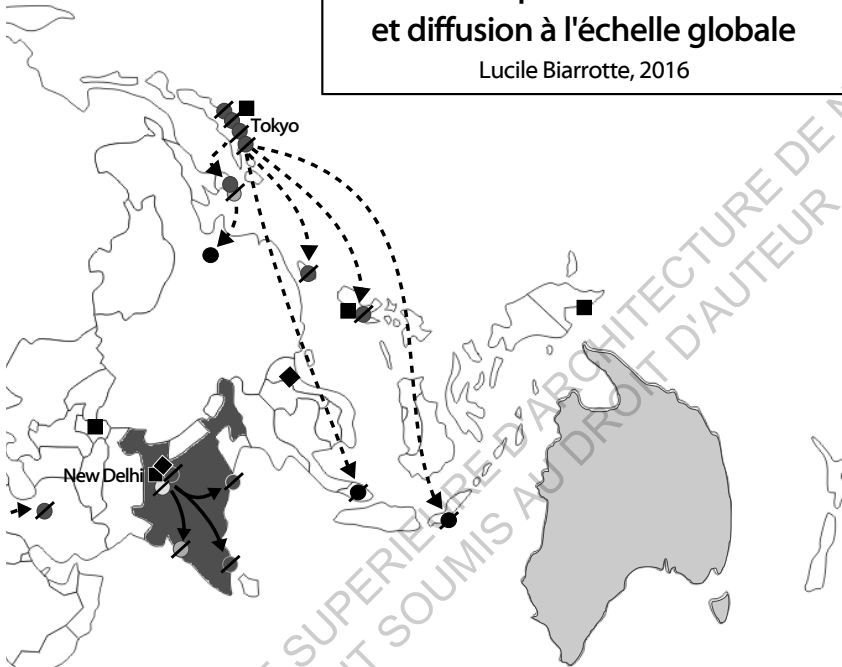 et diffusion à l'échelle globale
Lucile Biarrotte, 2016
Tokyo
New Delhi
SUPERIEURE D'ARCHITECTURE DE N
SOUMIS AU DROIT D'AUTEUR